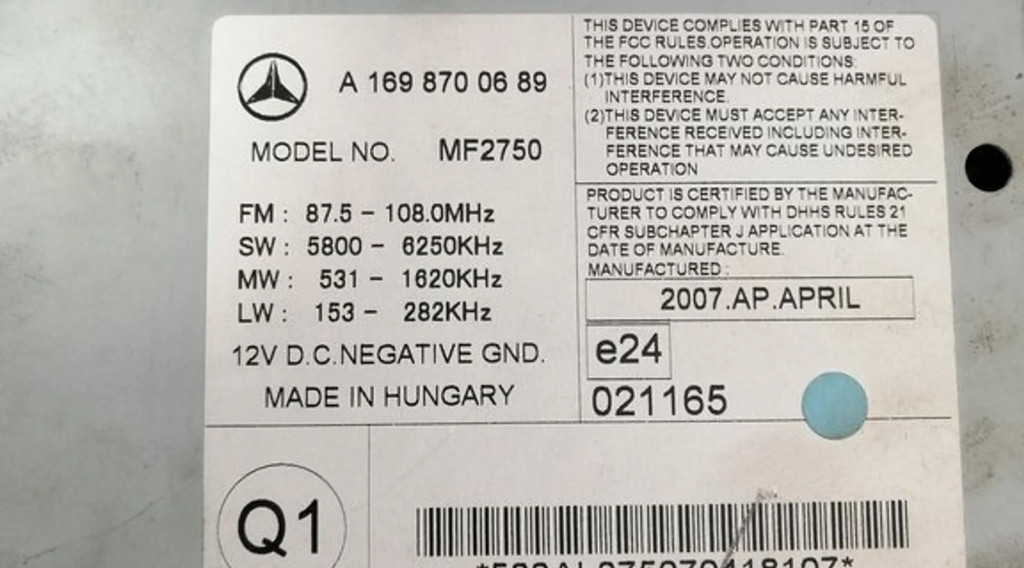 A 169 870 0689
MODEL NO. MF2750
FM : 87.5 - 108.0MHz
SW : 5800 - 6250KHz
MW : 531 - 1620KHz
LW : 153 - 282KHz
12V D.C.NEGATIVE GND.
MADE IN HUNGARY
THIS DEVICE COMPLIES WITH PART 15 OF
THE FCC RULES.OPERATION IS SUBJECT TO
THE FOLLOWING TWO CONDITIONS:
(1)THIS DEVICE MAY NOT CAUSE HARMFUL
INTERFERENCE.
(2)THIS DEVICE MUST ACCEPT ANY INTER-
FERENCE RECEIVED INCLUDING INTER-
FERENCE THAT MAY CAUSE UNDESIRED
OPERATION
PRODUCT IS CERTIFIED BY THE MANUFAC-
TURER TO COMPLY WITH DHHS RULES 21
CFR SUBCHAPTER J APPLICATION AT THE
DATE OF MANUFACTURE.
MANUFACTURED :
2007.AP.APRIL
e24
021165
Q1